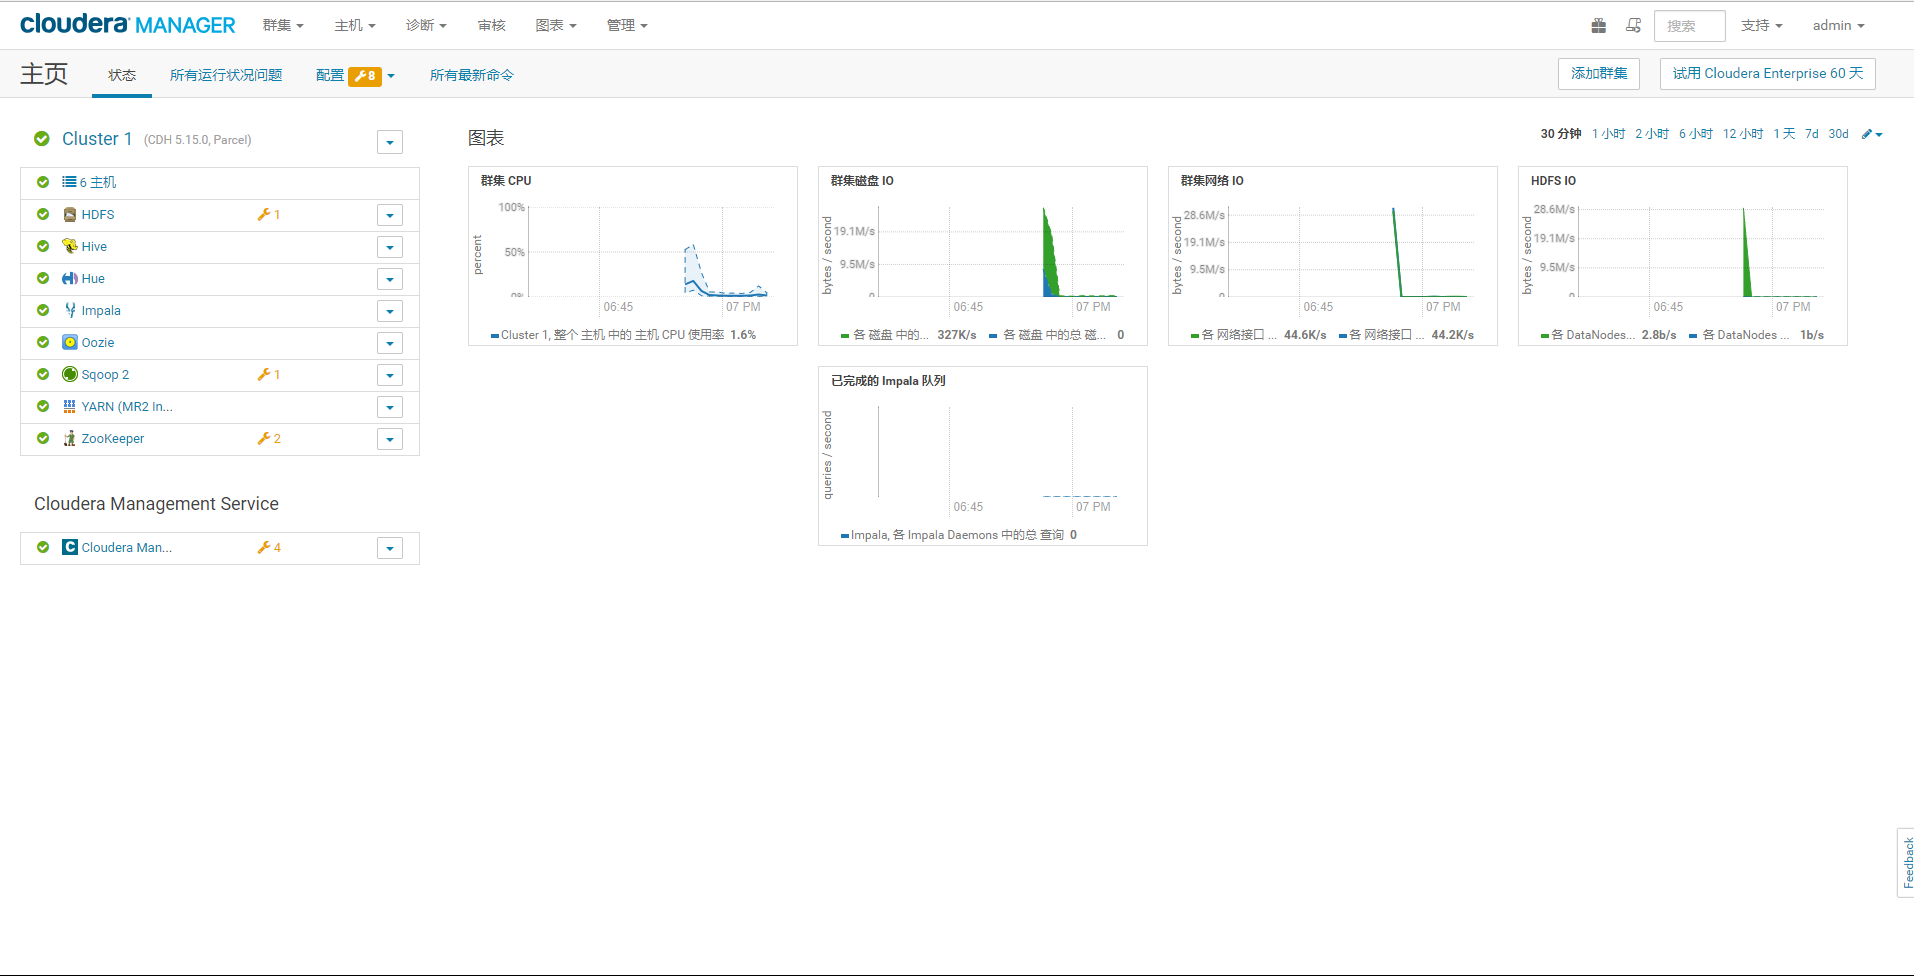 cloudera MANAGER 群集 主机 诊断 审核 图表 管理 搜索 支持 admin
主页 状态 所有运行状况问题 配置 8 所有最新命令 添加群集 试用 Cloudera Enterprise 60 天
Cluster 1 (CDH 5.15.0, Parcel)
6 主机
HDFS 1
Hive
Hue
Impala
Oozie
Sqoop 2 1
YARN (MR2 In...
ZooKeeper 2
Cloudera Management Service
C Cloudera Man... 4
图表 30 分钟 1 小时 2 小时 6 小时 12 小时 1 天 7d 30d
群集 CPU
percent
100%
50%
0%
06:45 07 PM
Cluster 1, 整个 主机 中的 主机 CPU 使用率 1.6%
群集磁盘 IO
bytes / second
19.1M/s
9.5M/s
0
06:45 07 PM
各 磁盘 中的... 327K/s 各 磁盘 中的总 磁... 0
群集网络 IO
bytes / second
28.6M/s
19.1M/s
9.5M/s
0
06:45 07 PM
各 网络接口 ... 44.6K/s 各 网络接口 ... 44.2K/s
HDFS IO
bytes / second
28.6M/s
19.1M/s
9.5M/s
0
06:45 07 PM
各 DataNodes... 2.8b/s 各 DataNodes ... 1b/s
已完成的 Impala 队列
queries / second
06:45 07 PM
Impala, 各 Impala Daemons 中的总 查询 0
Feedback